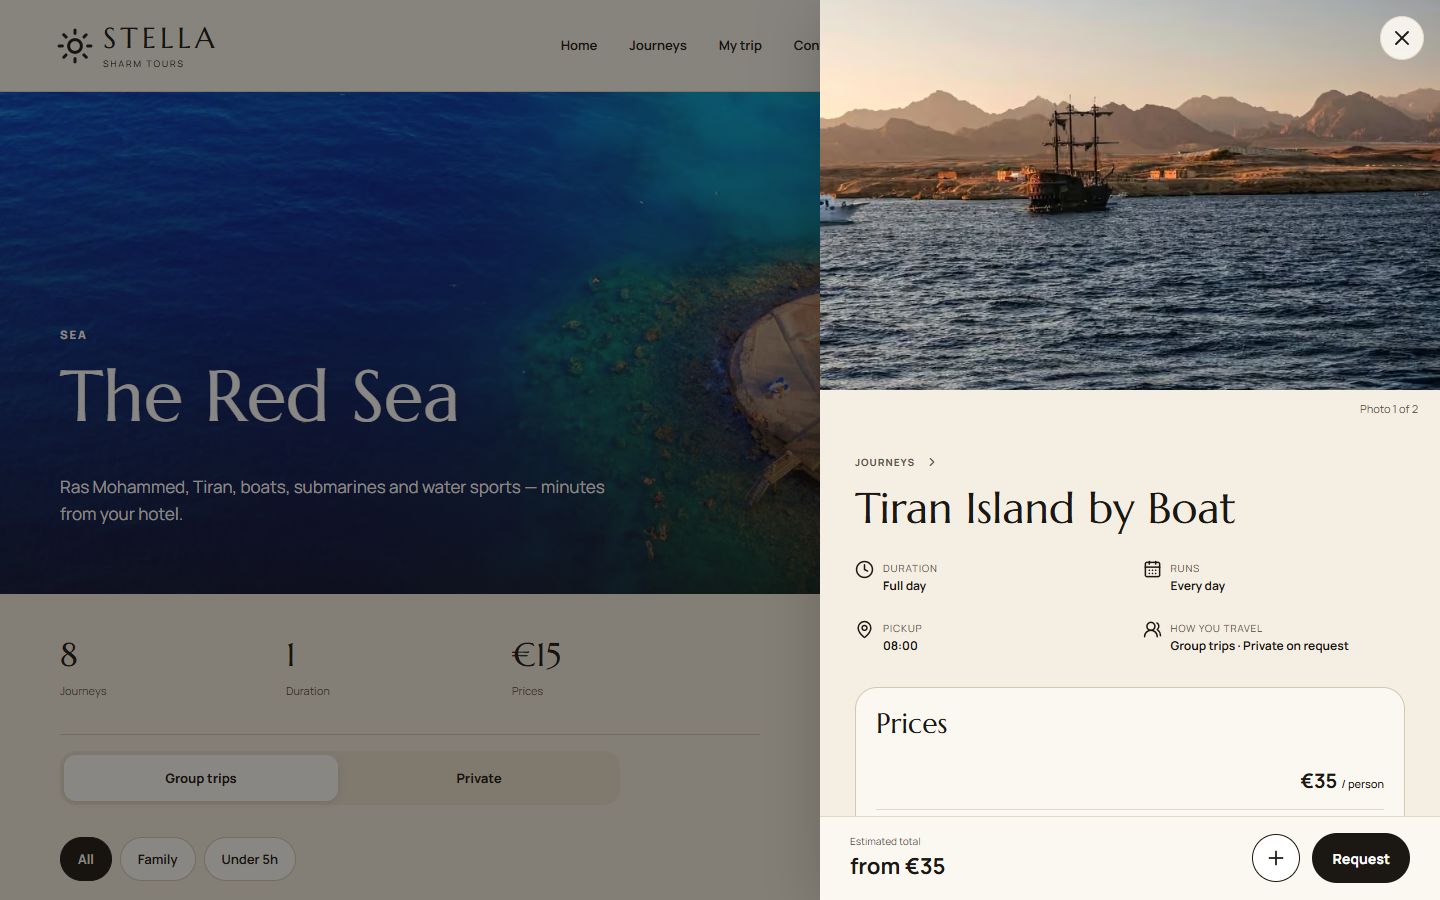 STELLA
SHARM TOURS
Home Journeys My trip Con
SEA
The Red Sea
Ras Mohammed, Tiran, boats, submarines and water sports — minutes
from your hotel.
8
Journeys
1
Duration
€15
Prices
Group trips Private
All Family Under 5h
Photo 1 of 2
JOURNEYS
Tiran Island by Boat
DURATION
Full day
RUNS
Every day
PICKUP
08:00
HOW YOU TRAVEL
Group trips · Private on request
Prices
€35 / person
Estimated total
from €35
Request